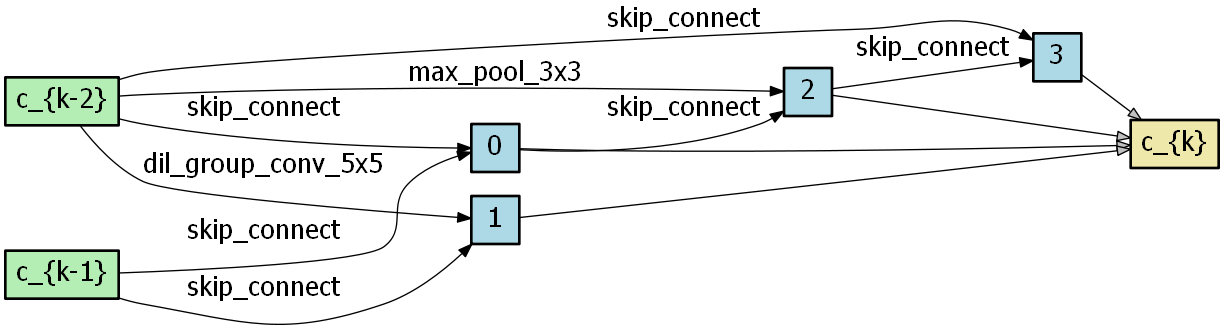 skip_connect
3
skip_connect
max_pool_3x3
2
c_{k-2}
skip_connect
skip_connect
0
c_{k}
dil_group_conv_5x5
1
skip_connect
c_{k-1}
skip_connect